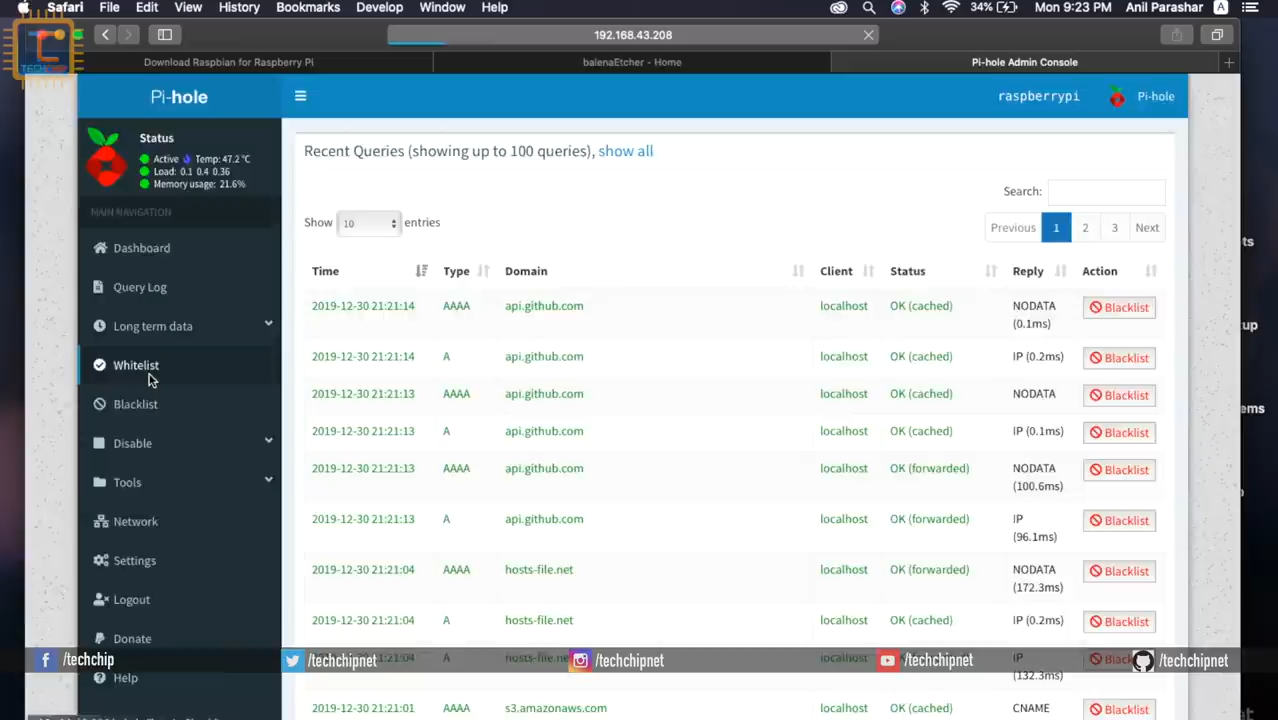 Safari File Edit View History Bookmarks Develop Window Help 34% Mon 9:23 PM Anil Parashar A
192.168.43.208
Download Raspbian for Raspberry Pi balenaEtcher - Home Pi-hole Admin Console
Pi-hole raspberrypi Pi-hole
Status
Active Temp: 47.2 °C
Load: 0.1 0.4 0.36
Memory usage: 21.6%
MAIN NAVIGATION
Dashboard
Query Log
Long term data
Whitelist
Blacklist
Disable
Tools
Network
Settings
Logout
Donate
Help
Recent Queries (showing up to 100 queries), show all
Search:
Show 10 entries
Previous 1 2 3 Next
Time Type Domain Client Status Reply Action
2019-12-30 21:21:14 AAAA api.github.com localhost OK (cached) NODATA (0.1ms) Blacklist
2019-12-30 21:21:14 A api.github.com localhost OK (cached) IP (0.2ms) Blacklist
2019-12-30 21:21:13 AAAA api.github.com localhost OK (cached) NODATA Blacklist
2019-12-30 21:21:13 A api.github.com localhost OK (cached) IP (0.1ms) Blacklist
2019-12-30 21:21:13 AAAA api.github.com localhost OK (forwarded) NODATA (100.6ms) Blacklist
2019-12-30 21:21:13 A api.github.com localhost OK (forwarded) IP (96.1ms) Blacklist
2019-12-30 21:21:04 AAAA hosts-file.net localhost OK (forwarded) NODATA (172.3ms) Blacklist
2019-12-30 21:21:04 A hosts-file.net localhost OK (cached) IP (0.2ms) Blacklist
(132.3ms)
2019-12-30 21:21:01 AAAA s3.amazonaws.com localhost OK (cached) CNAME Blacklist
/techchip /techchipnet /techchipnet /techchipnet /techchipnet